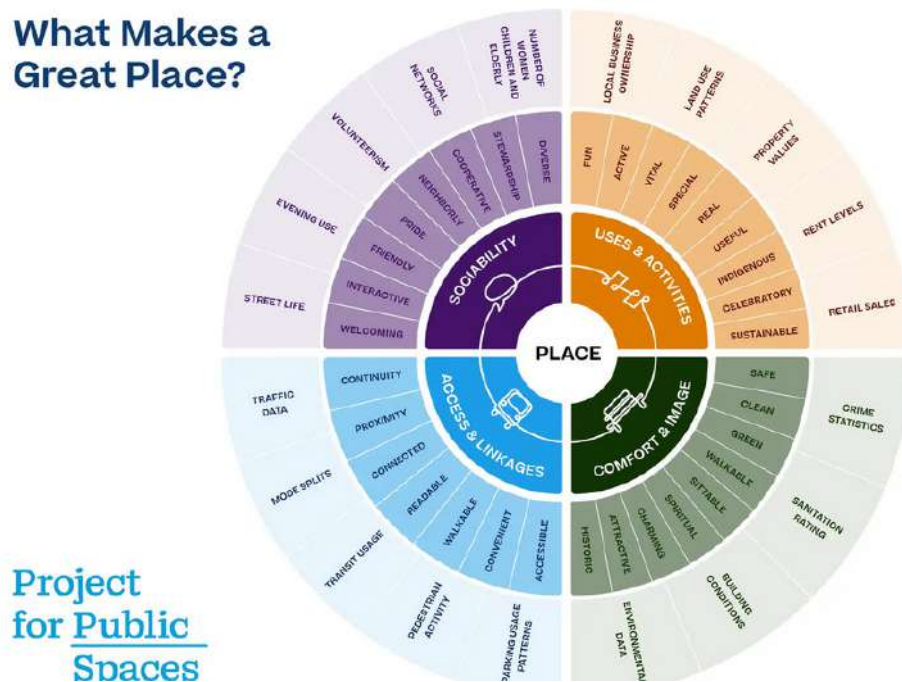 What Makes a
Great Place?
NUMBER OF
WOMEN
CHILDREN AND
ELDERLY
SOCIAL
NETWORKS
VOLUNTEERISM
EVENING USE
STREET LIFE
DIVERSE
STEWARDSHIP
COOPERATIVE
NEIGHBORLY
PRIDE
FRIENDLY
INTERACTIVE
WELCOMING
SOCIABILITY
LOCAL BUSINESS
OWNERSHIP
LAND USE
PATTERNS
PROPERTY
VALUES
RENT LEVELS
RETAIL SALES
FUN
ACTIVE
VITAL
SPECIAL
REAL
USEFUL
INDIGENOUS
CELEBRATORY
SUSTAINABLE
USES & ACTIVITIES
PLACE
TRAFFIC
DATA
MODE SPLITS
TRANSIT USAGE
PEDESTRIAN
ACTIVITY
PARKING USAGE
PATTERNS
CONTINUITY
PROXIMITY
CONNECTED
READABLE
WALKABLE
CONVENIENT
ACCESSIBLE
ACCESS & LINKAGES
COMFORT & IMAGE
SAFE
CLEAN
GREEN
WALKABLE
SITTABLE
SPIRITUAL
CHARMING
ATTRACTIVE
HISTORIC
CRIME
STATISTICS
SANITATION
RATING
BUILDING
CONDITIONS
ENVIRONMENTAL
DATA
Project
for Public
Spaces